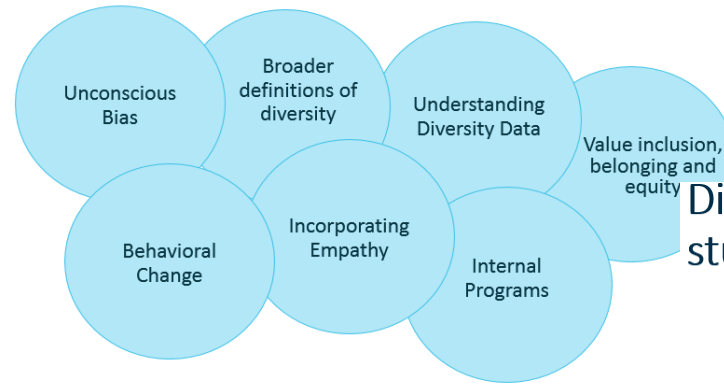 Unconscious
Bias
Broader
definitions of
diversity
Understanding
Diversity Data
Value inclusion,
belonging and
equity
Behavioral
Change
Incorporating
Empathy
Internal
Programs